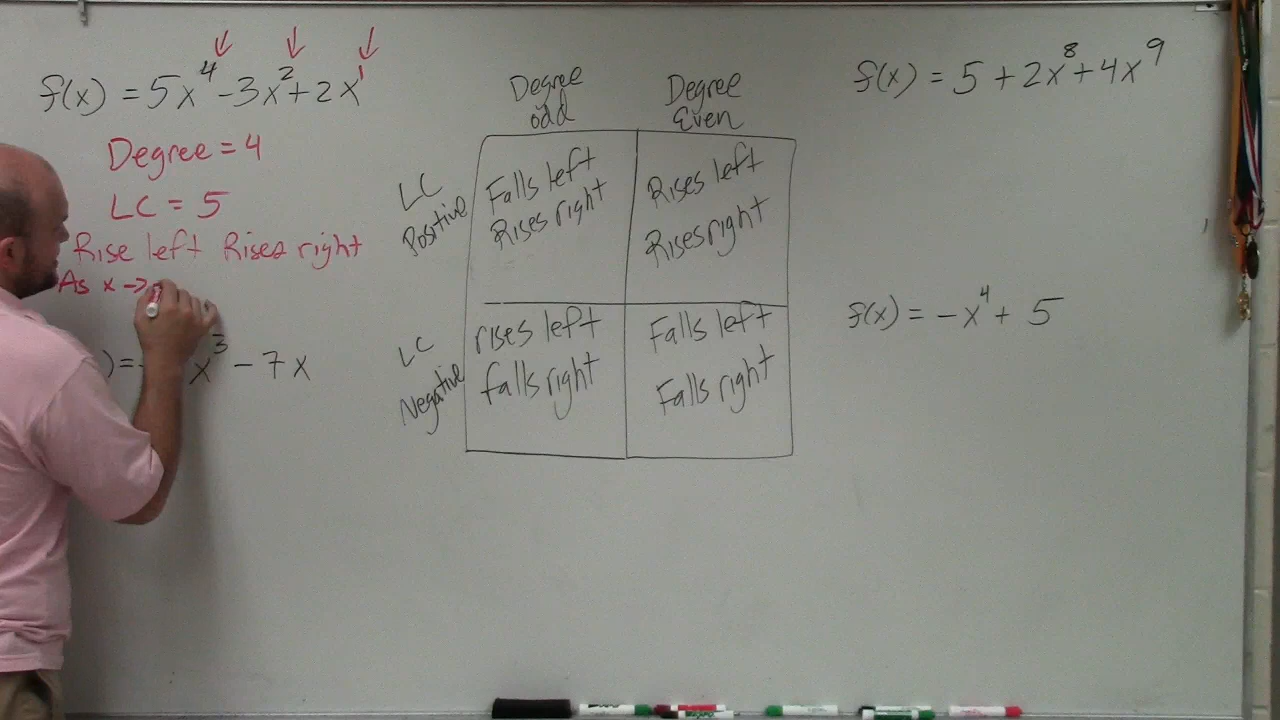 f(x) = 5x⁴ - 3x² + 2x¹
Degree = 4
LC = 5
Rise left Rises right
As x →
) = x³ - 7x
Degree odd
Degree Even
LC Positive
Falls left
Rises right
Rises left
Rises right
LC Negative
rises left
falls right
Falls left
Falls right
f(x) = 5 + 2x⁸ + 4x⁹
f(x) = -x⁴ + 5